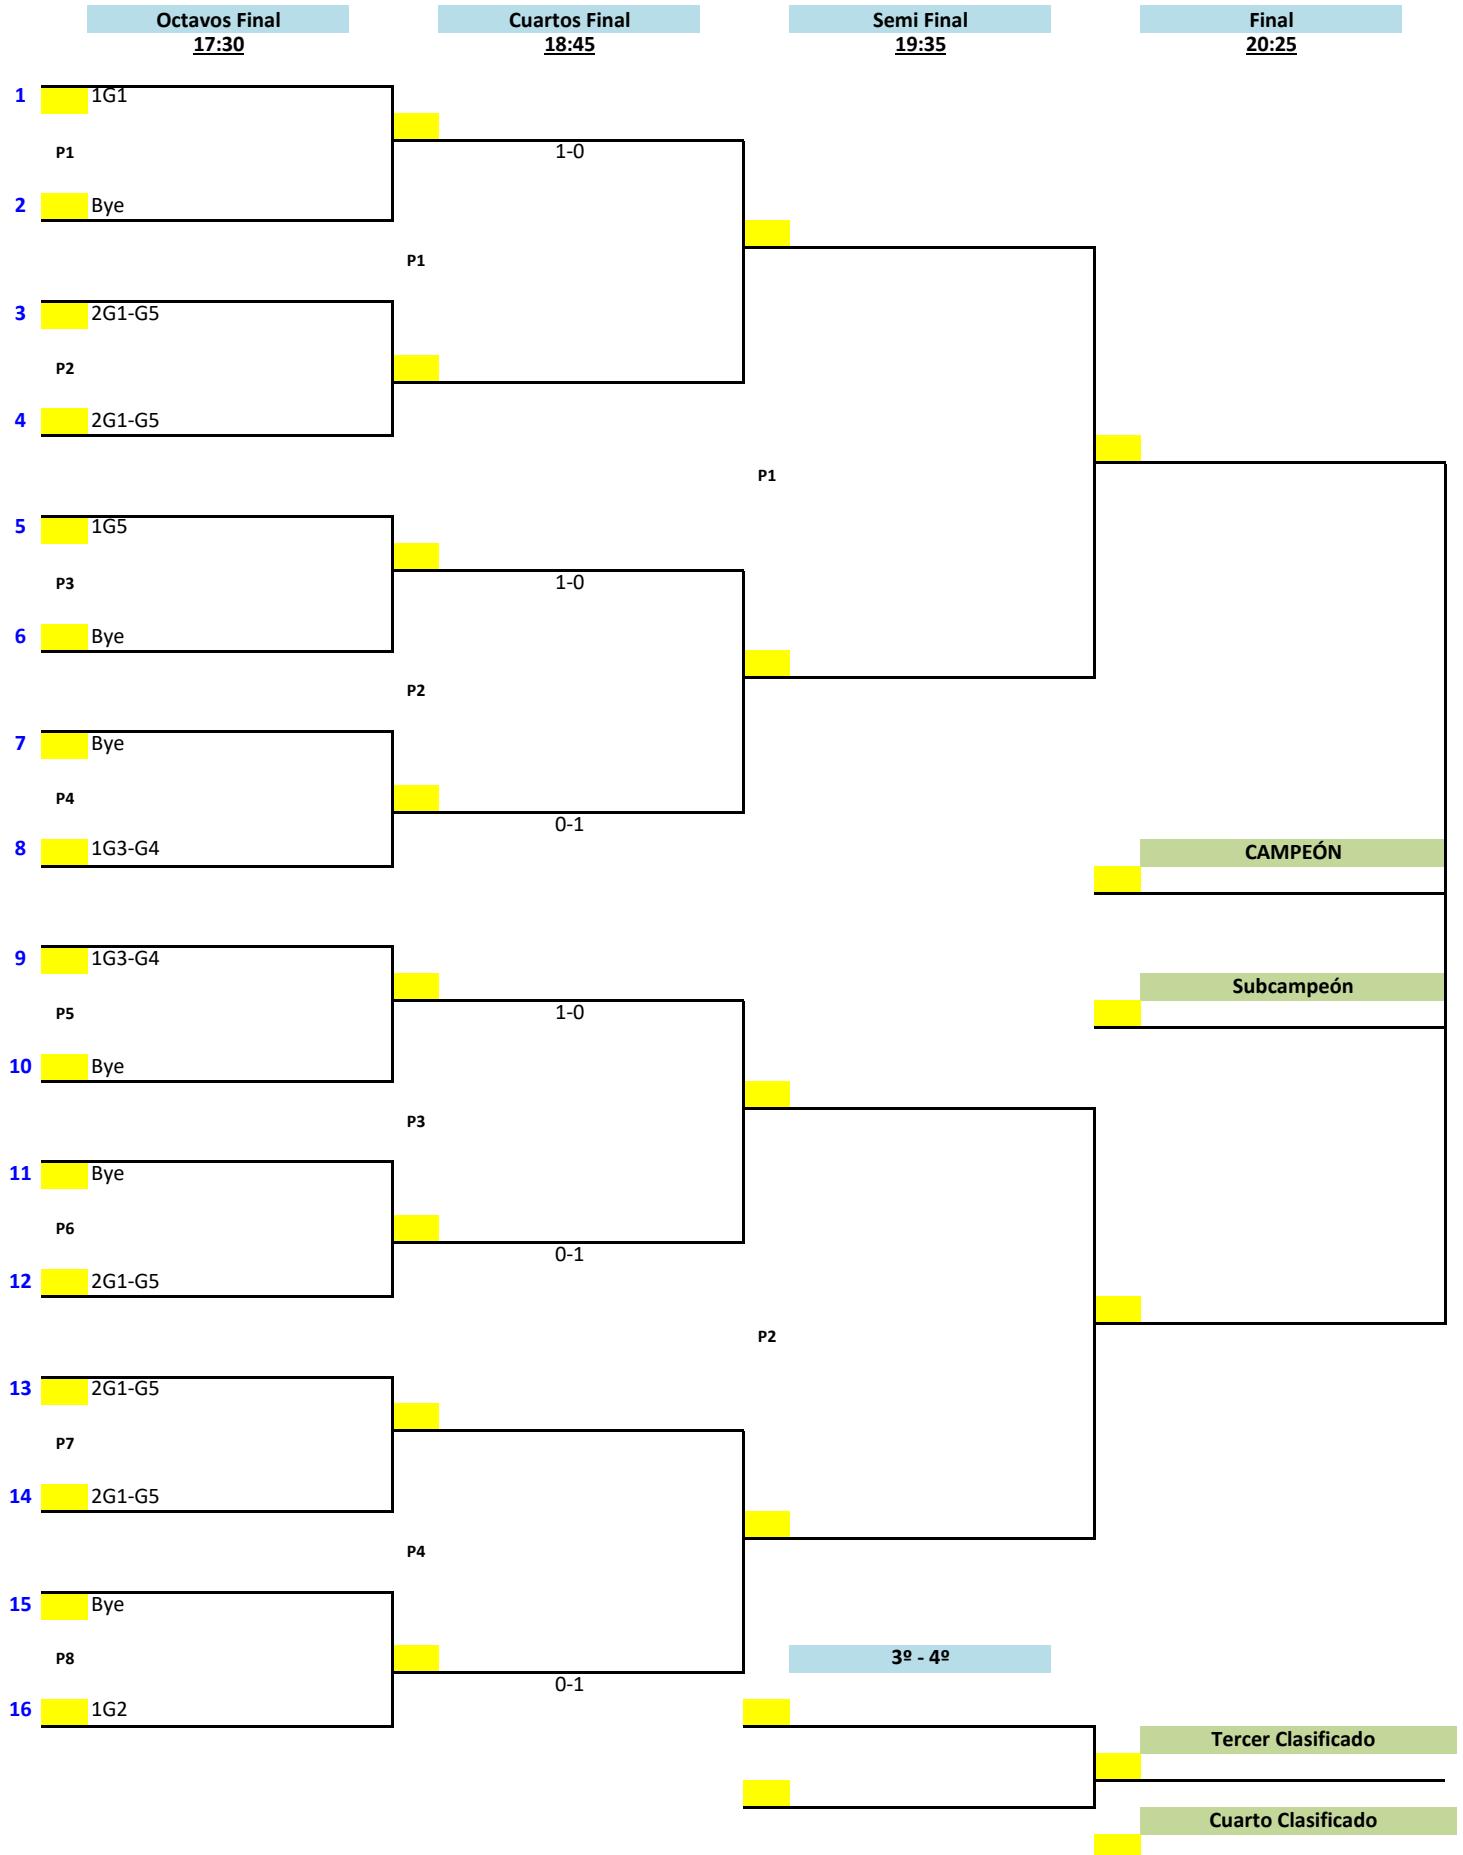 Octavos Final
Cuartos Final
Semi Final
Final
17:30
18:45
19:35
20:25
1 1G1
P1
1-0
2 Bye
P1
3 2G1-G5
P2
4 2G1-G5
P1
5 1G5
P3
1-0
6 Bye
P2
7 Bye
P4
0-1
8 1G3-G4
CAMPEÓN
9 1G3-G4
Subcampeón
P5
1-0
10 Bye
P3
11 Bye
P6
0-1
12 2G1-G5
P2
13 2G1-G5
P7
14 2G1-G5
P4
15 Bye
P8
3º - 4º
0-1
16 1G2
Tercer Clasificado
Cuarto Clasificado